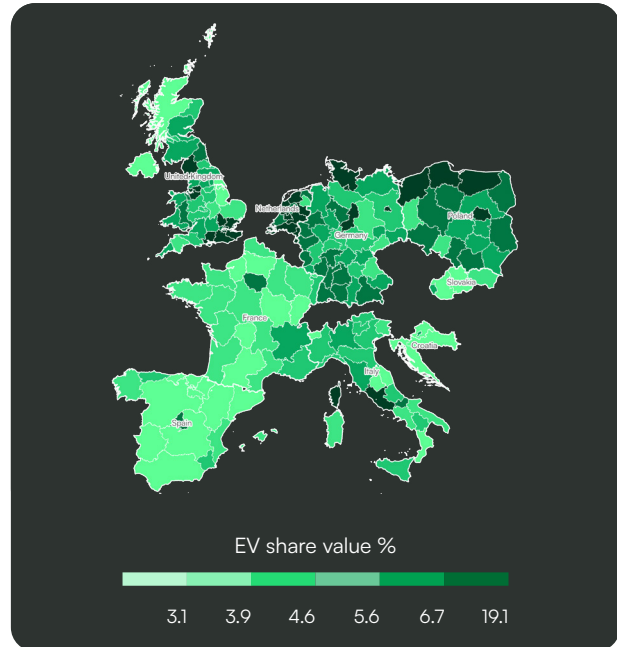 United Kingdom
Netherlands
Poland
Germany
Slovakia
France
Croatia
Italy
Spain
EV share value %
3.1 3.9 4.6 5.6 6.7 19.1